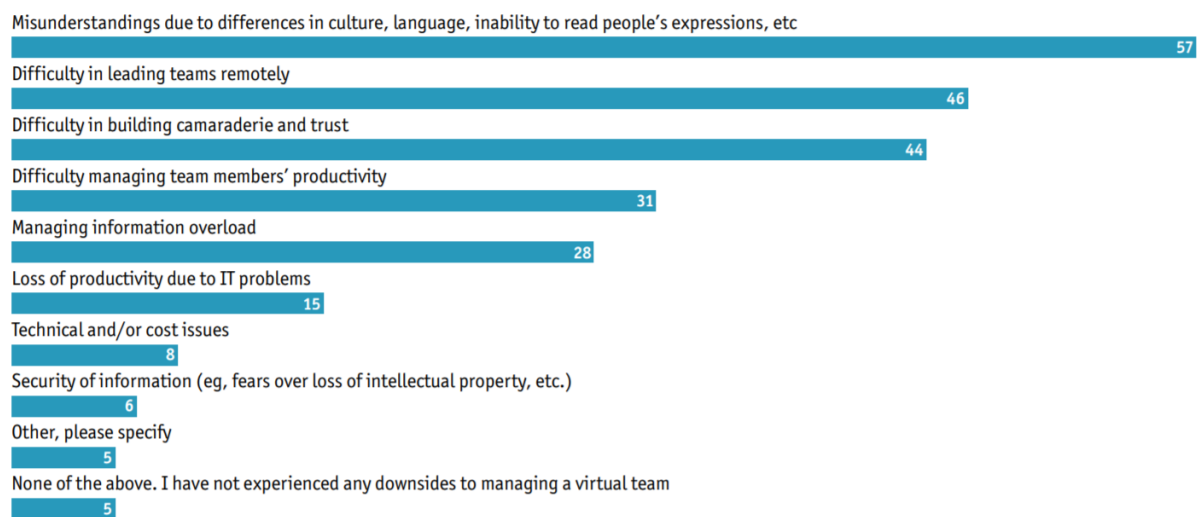 Misunderstandings due to differences in culture, language, inability to read people’s expressions, etc
57
Difficulty in leading teams remotely
46
Difficulty in building camaraderie and trust
44
Difficulty managing team members’ productivity
31
Managing information overload
28
Loss of productivity due to IT problems
15
Technical and/or cost issues
8
Security of information (eg, fears over loss of intellectual property, etc.)
6
Other, please specify
5
None of the above. I have not experienced any downsides to managing a virtual team
5